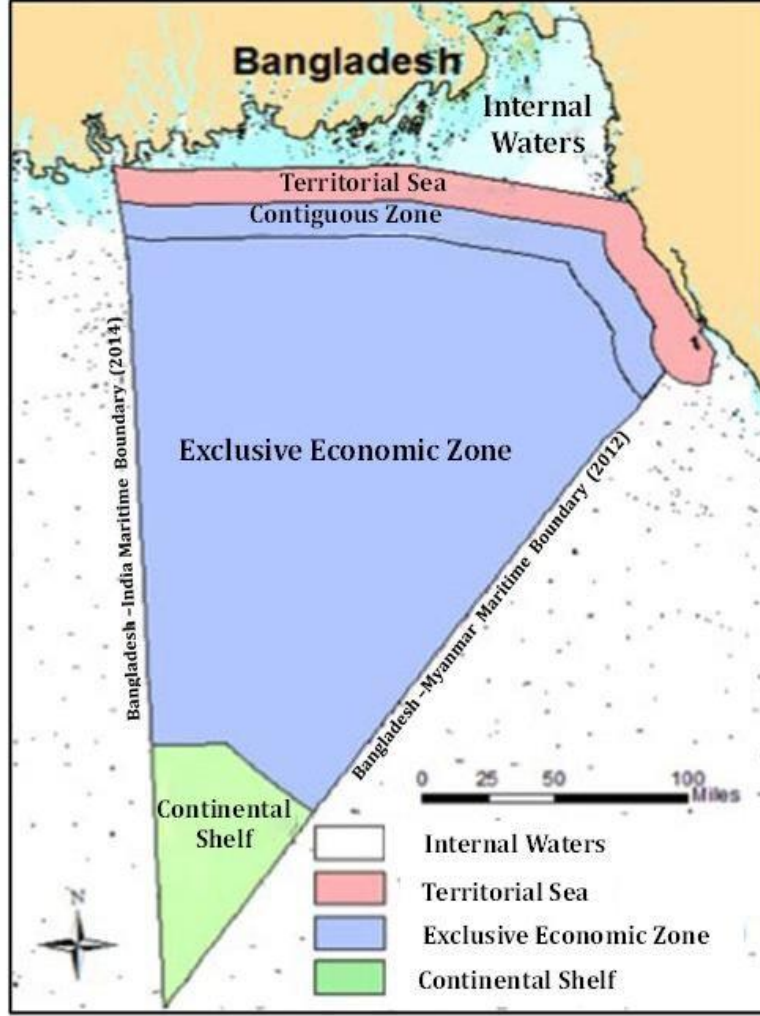 Bangladesh
Internal
Waters
Territorial Sea
Contiguous Zone
Bangladesh –India Maritime Boundary (2014)
Exclusive Economic Zone
Bangladesh –Myanmar Maritime Boundary (2012)
0 25 50 100
Miles
Continental
Shelf
Internal Waters
Territorial Sea
Exclusive Economic Zone
Continental Shelf
N